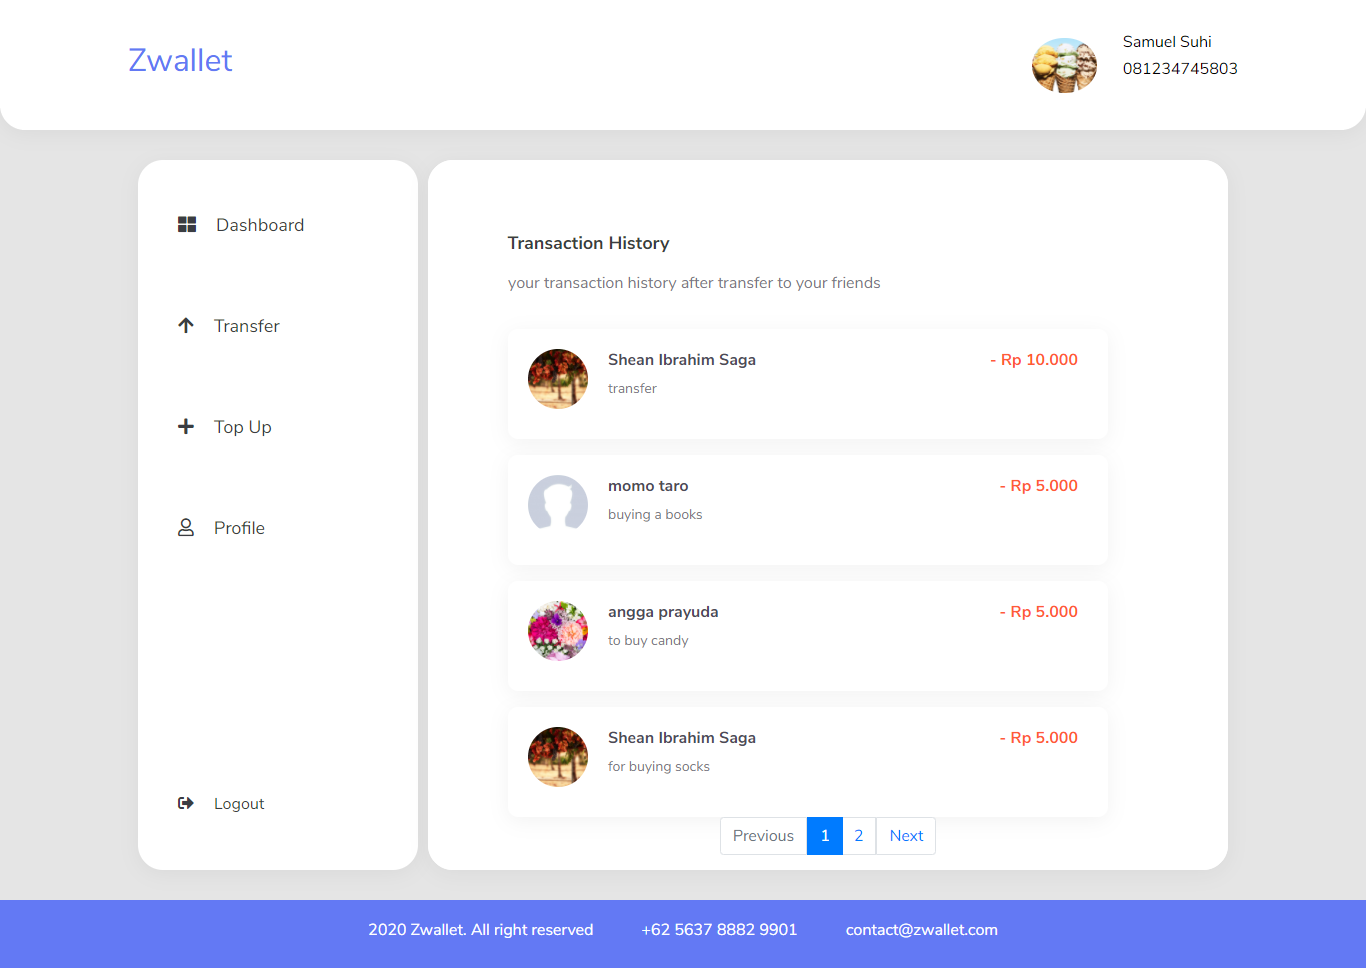 Zwallet
Samuel Suhi
081234745803
Dashboard
Transfer
Top Up
Profile
Logout
Transaction History
your transaction history after transfer to your friends
Shean Ibrahim Saga - Rp 10.000
transfer
momo taro - Rp 5.000
buying a books
angga prayuda - Rp 5.000
to buy candy
Shean Ibrahim Saga - Rp 5.000
for buying socks
Previous 1 2 Next
2020 Zwallet. All right reserved +62 5637 8882 9901 contact@zwallet.com